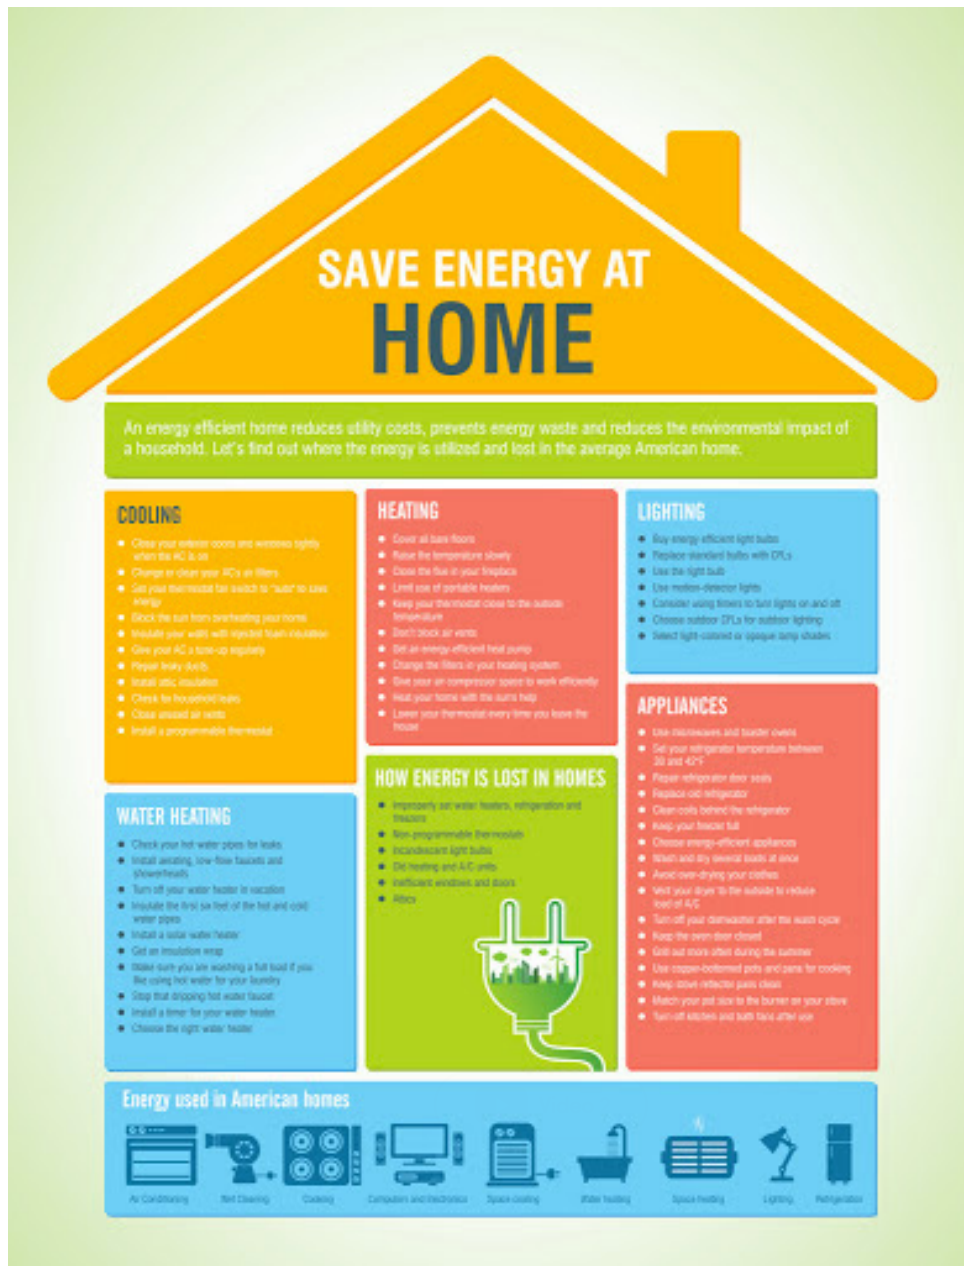 SAVE ENERGY AT
HOME
An energy efficient home reduces utility costs, prevents energy waste and reduces the environmental impact of
a household. Let's find out where the energy is utilized and lost in the average American home.
COOLING
Close your exterior doors and windows tightly
when the AC is on
Change or clean your AC's air filters
Set your thermostat fan switch to "auto" to save
energy
Block the sun from overheating your home
Insulate your walls with injected foam insulation
Give your AC a tune-up regularly
Repair leaky ducts
Install attic insulation
Check for household leaks
Close unused air vents
Install a programmable thermostat
HEATING
Cover all bare floors
Raise the temperature slowly
Close the flue in your fireplace
Limit use of portable heaters
Keep your thermostat close to the outside
temperature
Don't block air vents
Get an energy-efficient heat pump
Change the filters in your heating system
Give your air compressor space to work efficiently
Heat your home with the sun's help
Lower your thermostat every time you leave the
house
LIGHTING
Buy energy efficient light bulbs
Replace standard bulbs with CFLs
Use the right bulb
Use motion-detector lights
Consider using timers to turn lights on and off
Choose outdoor CFLs for outdoor lighting
Select light-colored or opaque lamp shades
WATER HEATING
Check your hot water pipes for leaks
Install aerating, low-flow faucets and
showerheads
Turn off your water heater in vacation
Insulate the first six feet of the hot and cold
water pipes
Install a solar water heater
Get an insulation wrap
Make sure you are washing a full load if you
like using hot water for your laundry
Stop that dripping hot water faucet
Install a timer for your water heater
Choose the right water heater
HOW ENERGY IS LOST IN HOMES
Improperly set water heaters, refrigeration and
freezers
Non-programmable thermostats
Incandescent light bulbs
Old heating and A/C units
Inefficient windows and doors
Attics
APPLIANCES
Use microwaves and toaster ovens
Set your refrigerator temperature between
and 42°F
Repair refrigerator door seals
Replace old refrigerator
Clean coils behind the refrigerator
Keep your freezer full
Choose energy-efficient appliances
Wash and dry several loads at once
Avoid over-drying your clothes
Vent your dryer to the outside to reduce
load of A/C
Turn off your dishwasher after the wash cycle
Keep the oven door closed
Grill out more often during the summer
Use copper-bottomed pots and pans for cooking
Keep stove reflector pans clean
Match your pot size to the burner on your stove
Turn off kitchen and bath fans after use
Energy used in American homes
Air Conditioning
Wet Cleaning
Cooking
Computers and electronics
Space cooling
Water heating
Space heating
Lighting
Refrigeration